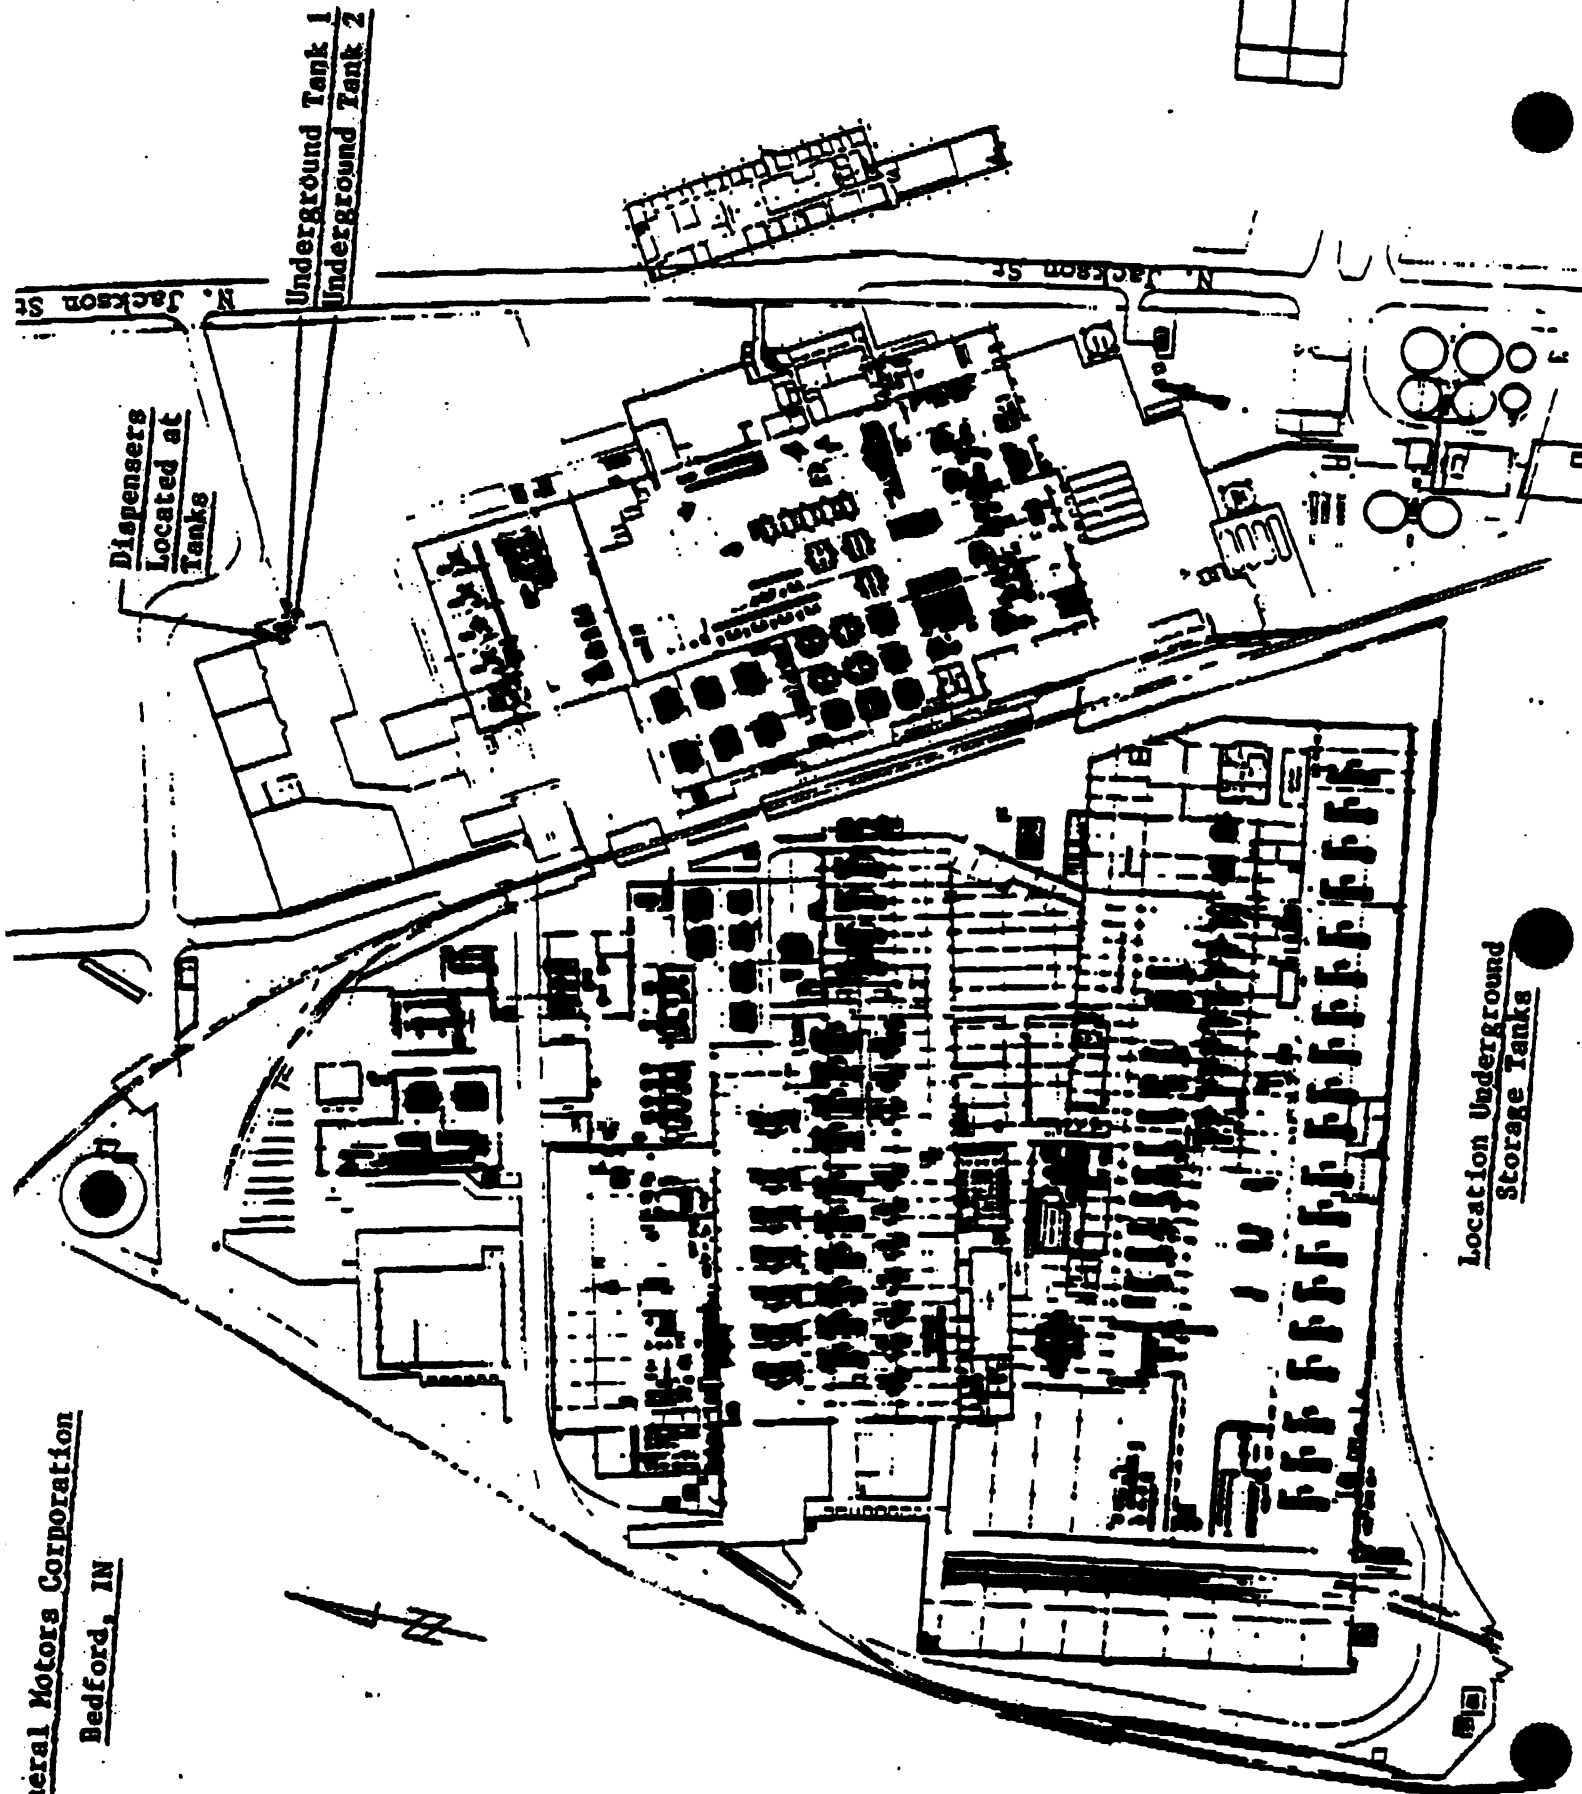 neral Motors Corporation
Bedford, IN
Underground Tank 1
Underground Tank 2
Dispensers
Located at
Tanks
N. Jackson St
N. Jackson St
Location Underground
Storage Tanks